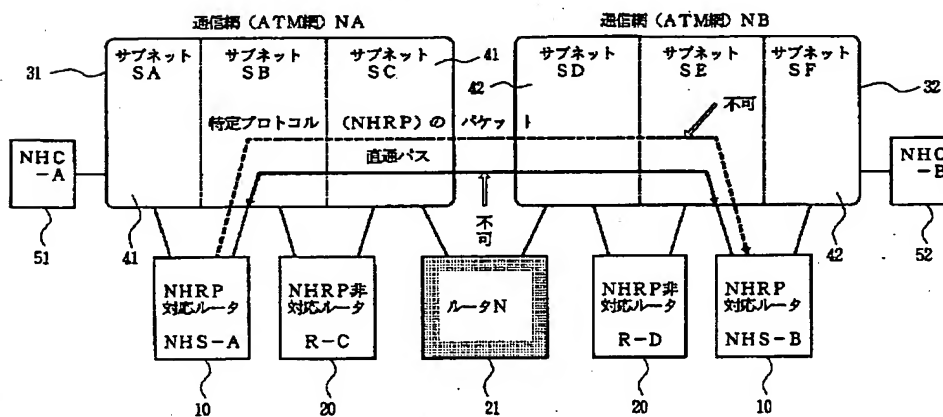 通信網（ATM網）NA
通信網（ATM網）NB
31
サブネット
SA
サブネット
SB
サブネット
SC
41
42
サブネット
SD
サブネット
SE
サブネット
SF
32
不可
特定プロトコル （NHRP）のパケット
直通パス
不可
NHC
-A
NHC
-B
51
41
42
52
NHRP
対応ルータ
NHS-A
NHRP非
対応ルータ
R-C
ルータN
NHRP非
対応ルータ
R-D
NHRP
対応ルータ
NHS-B
10
20
21
20
10